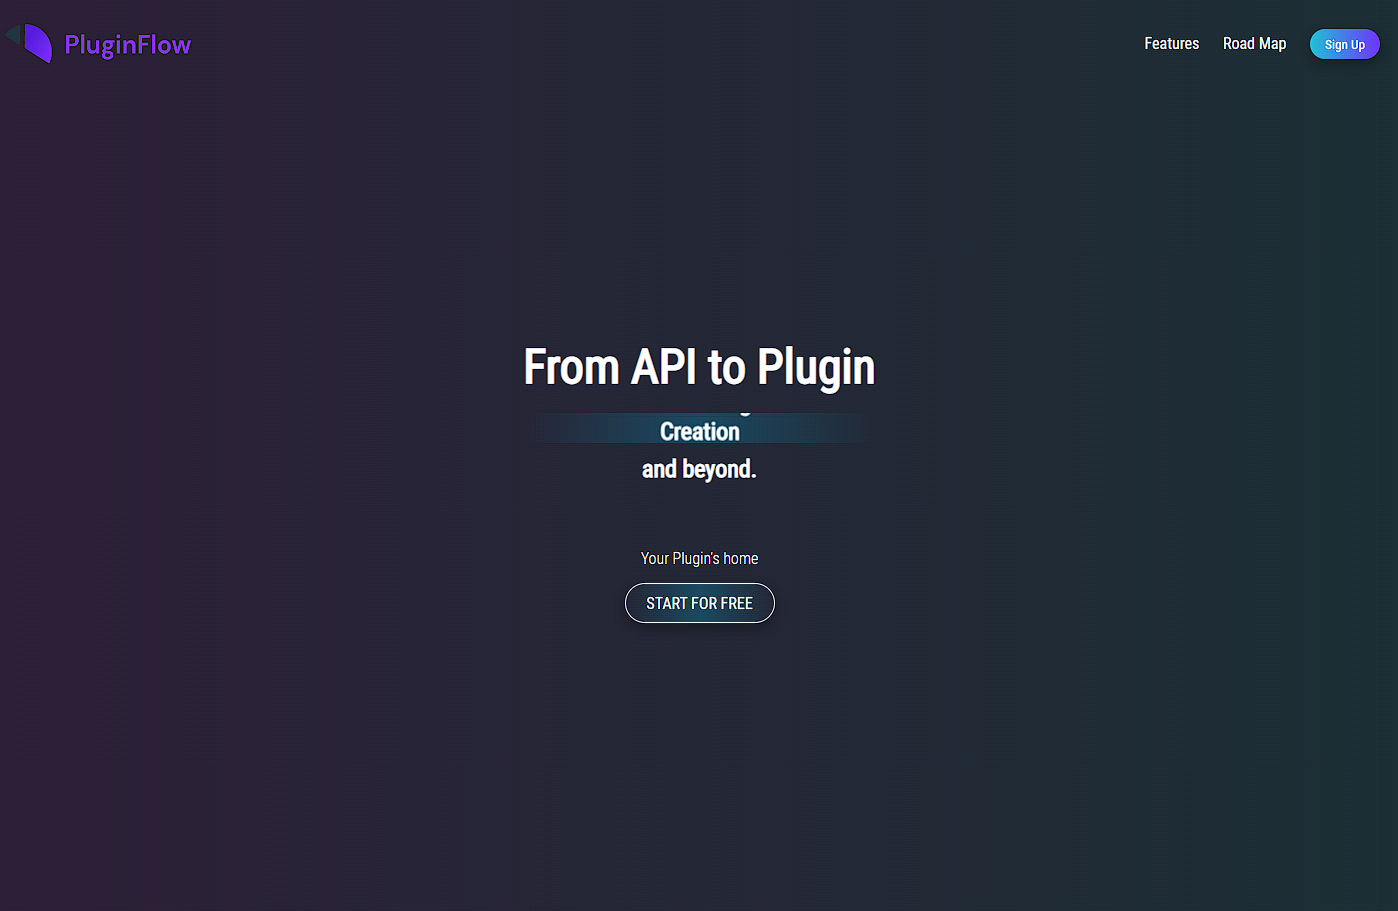 PluginFlow
Features
Road Map
Sign Up
From API to Plugin
Creation
and beyond.
Your Plugin's home
START FOR FREE